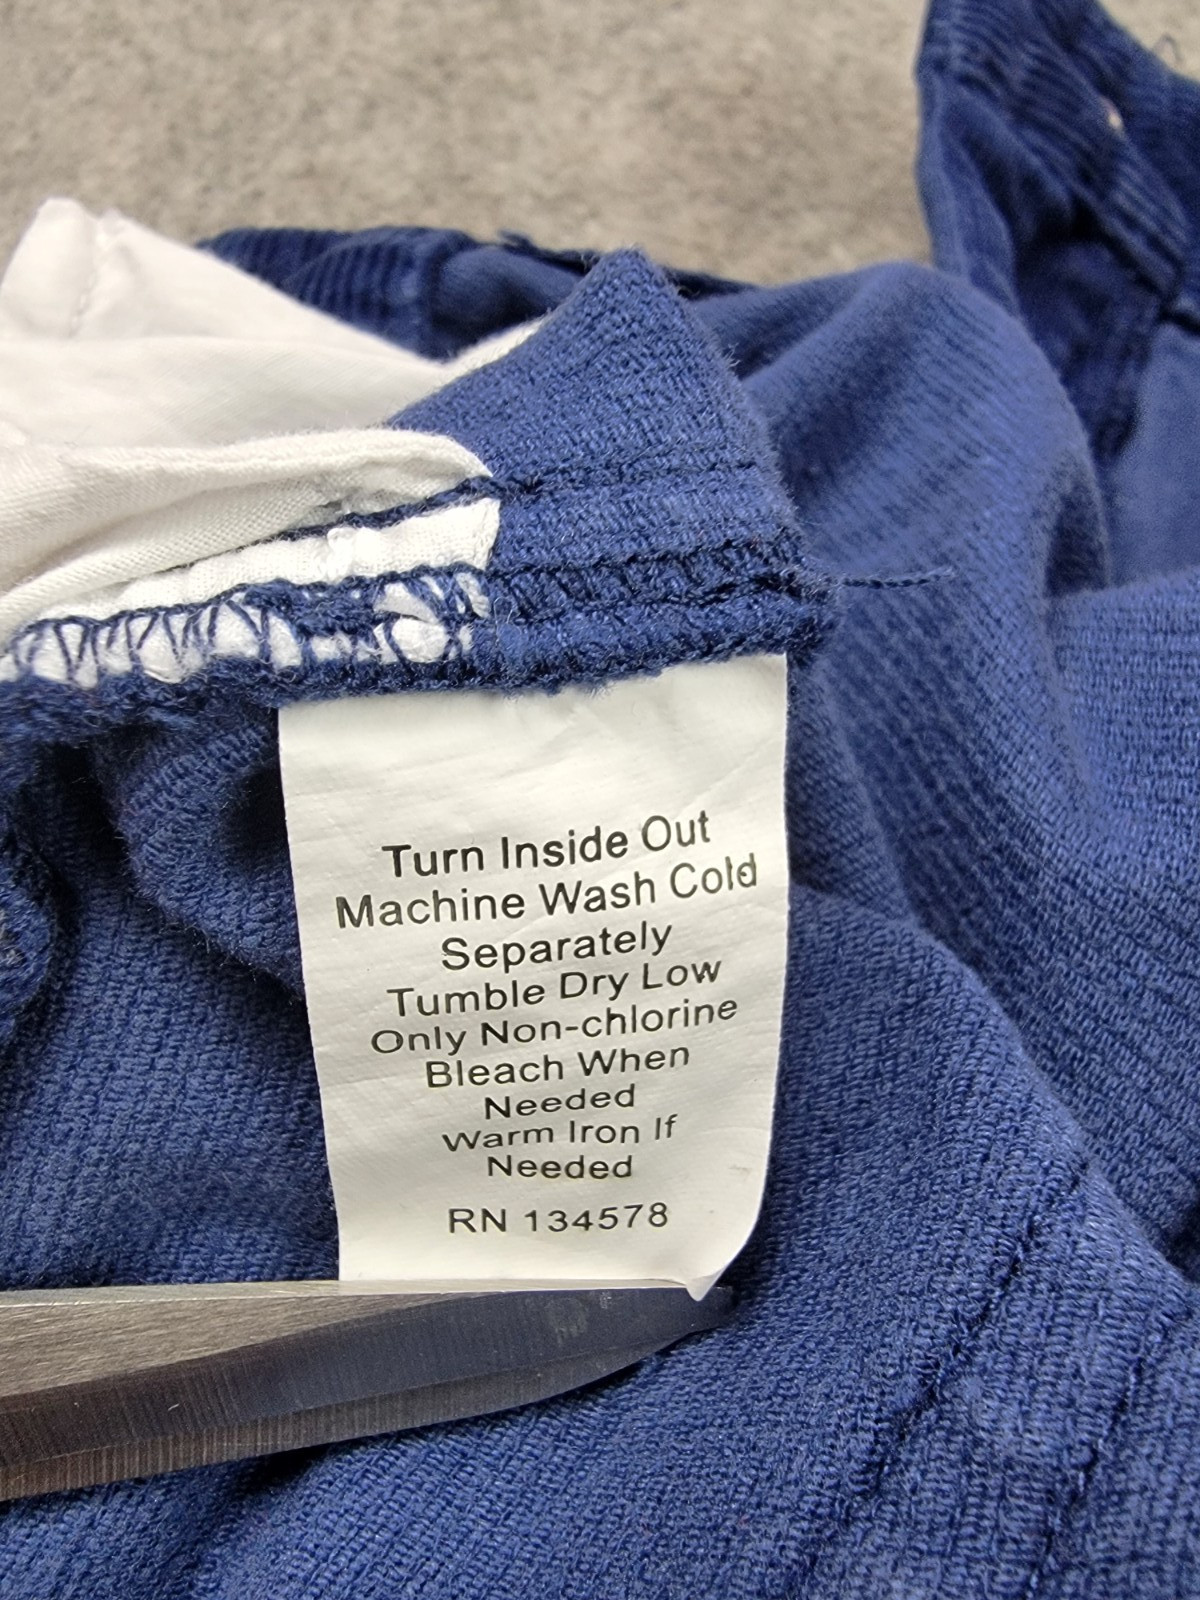 Turn Inside Out
Machine Wash Cold
Separately
Tumble Dry Low
Only Non-chlorine
Bleach When
Needed
Warm Iron If
Needed
RN 134578